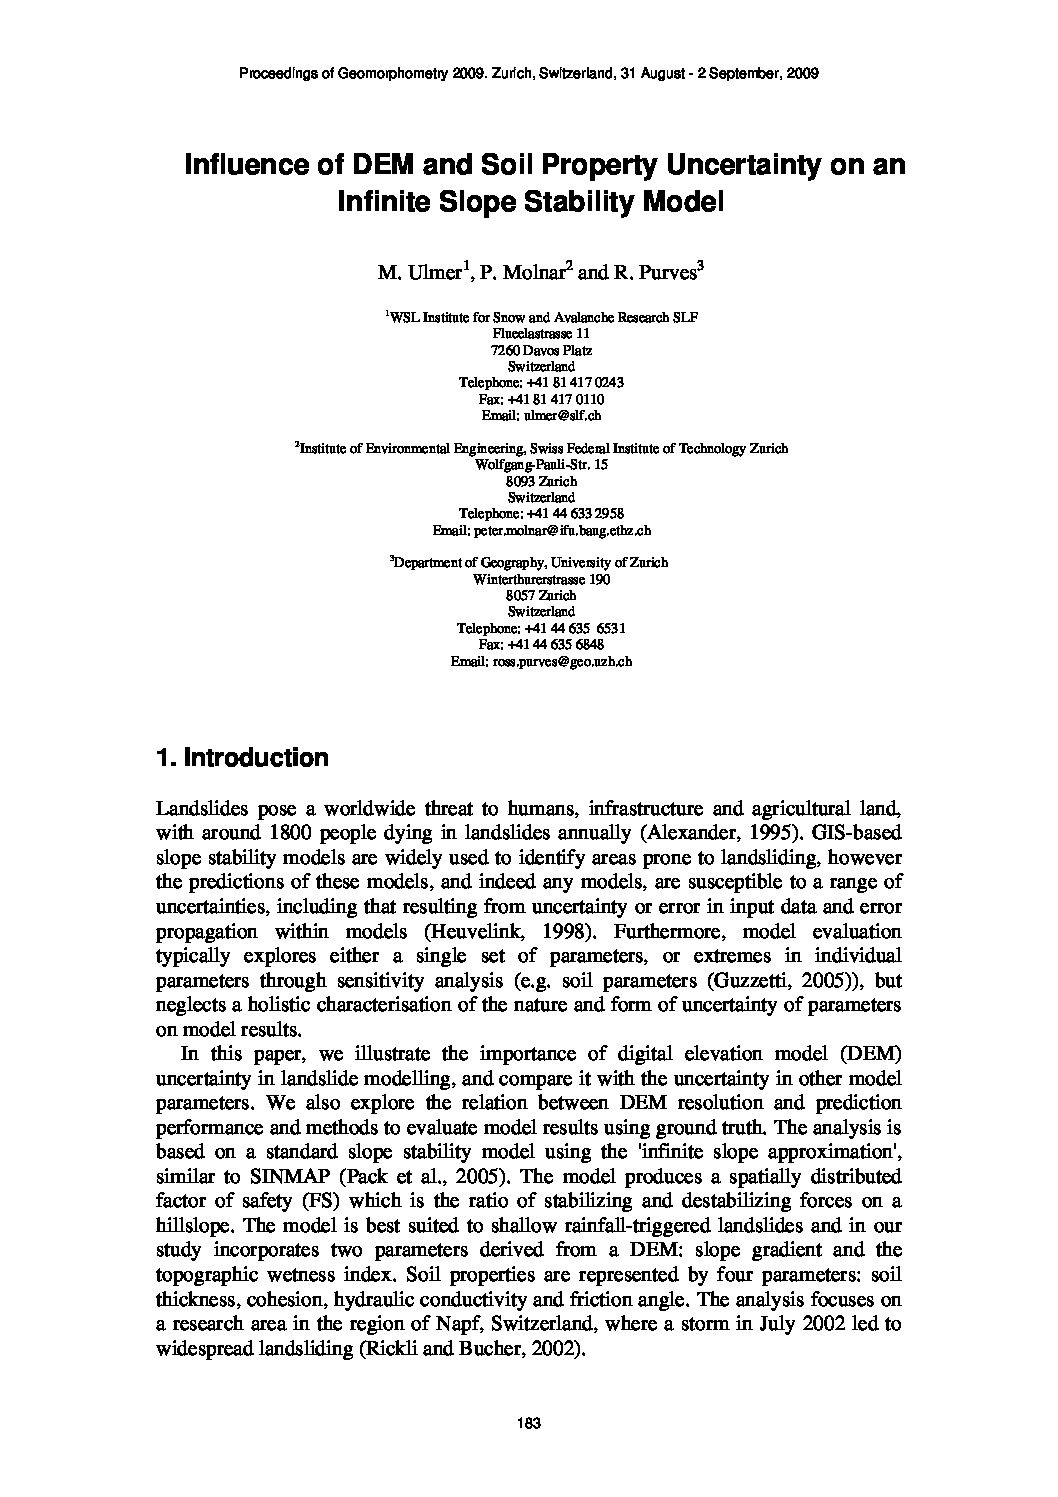 Proceedings of Geomorphometry 2009. Zurich, Switzerland, 31 August - 2 September, 2009
Influence of DEM and Soil Property Uncertainty on an
Infinite Slope Stability Model
M. Ulmer1, P. Molnar2 and R. Purves3
1WSL Institute for Snow and Avalanche Research SLF
Flueelastrasse 11
7260 Davos Platz
Switzerland
Telephone: +41 81 417 0243
Fax: +41 81 417 0110
Email: ulmer@slf.ch
2Institute of Environmental Engineering, Swiss Federal Institute of Technology Zurich
Wolfgang-Pauli-Str. 15
8093 Zurich
Switzerland
Telephone: +41 44 633 2958
Email: peter.molnar@ifu.baug.ethz.ch
3Department of Geography, University of Zurich
Winterthurerstrasse 190
8057 Zurich
Switzerland
Telephone: +41 44 635 6531
Fax: +41 44 635 6848
Email: ross.purves@geo.uzh.ch
1. Introduction
Landslides pose a worldwide threat to humans, infrastructure and agricultural land,
with around 1800 people dying in landslides annually (Alexander, 1995). GIS-based
slope stability models are widely used to identify areas prone to landsliding, however
the predictions of these models, and indeed any models, are susceptible to a range of
uncertainties, including that resulting from uncertainty or error in input data and error
propagation within models (Heuvelink, 1998). Furthermore, model evaluation
typically explores either a single set of parameters, or extremes in individual
parameters through sensitivity analysis (e.g. soil parameters (Guzzetti, 2005)), but
neglects a holistic characterisation of the nature and form of uncertainty of parameters
on model results.
In this paper, we illustrate the importance of digital elevation model (DEM)
uncertainty in landslide modelling, and compare it with the uncertainty in other model
parameters. We also explore the relation between DEM resolution and prediction
performance and methods to evaluate model results using ground truth. The analysis is
based on a standard slope stability model using the 'infinite slope approximation',
similar to SINMAP (Pack et al., 2005). The model produces a spatially distributed
factor of safety (FS) which is the ratio of stabilizing and destabilizing forces on a
hillslope. The model is best suited to shallow rainfall-triggered landslides and in our
study incorporates two parameters derived from a DEM: slope gradient and the
topographic wetness index. Soil properties are represented by four parameters: soil
thickness, cohesion, hydraulic conductivity and friction angle. The analysis focuses on
a research area in the region of Napf, Switzerland, where a storm in July 2002 led to
widespread landsliding (Rickli and Bucher, 2002).
183